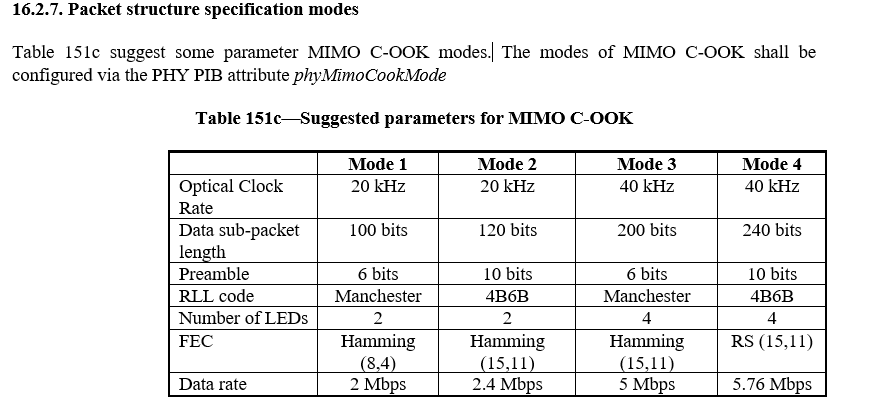 16.2.7. Packet structure specification modes
Table 151c suggest some parameter MIMO C-OOK modes. The modes of MIMO C-OOK shall be
configured via the PHY PIB attribute phyMimoCookMode
Table 151c—Suggested parameters for MIMO C-OOK
Mode 1 Mode 2 Mode 3 Mode 4
Optical Clock Rate 20 kHz 20 kHz 40 kHz 40 kHz
Data sub-packet length 100 bits 120 bits 200 bits 240 bits
Preamble 6 bits 10 bits 6 bits 10 bits
RLL code Manchester 4B6B Manchester 4B6B
Number of LEDs 2 2 4 4
FEC Hamming (8,4) Hamming (15,11) Hamming (15,11) RS (15,11)
Data rate 2 Mbps 2.4 Mbps 5 Mbps 5.76 Mbps